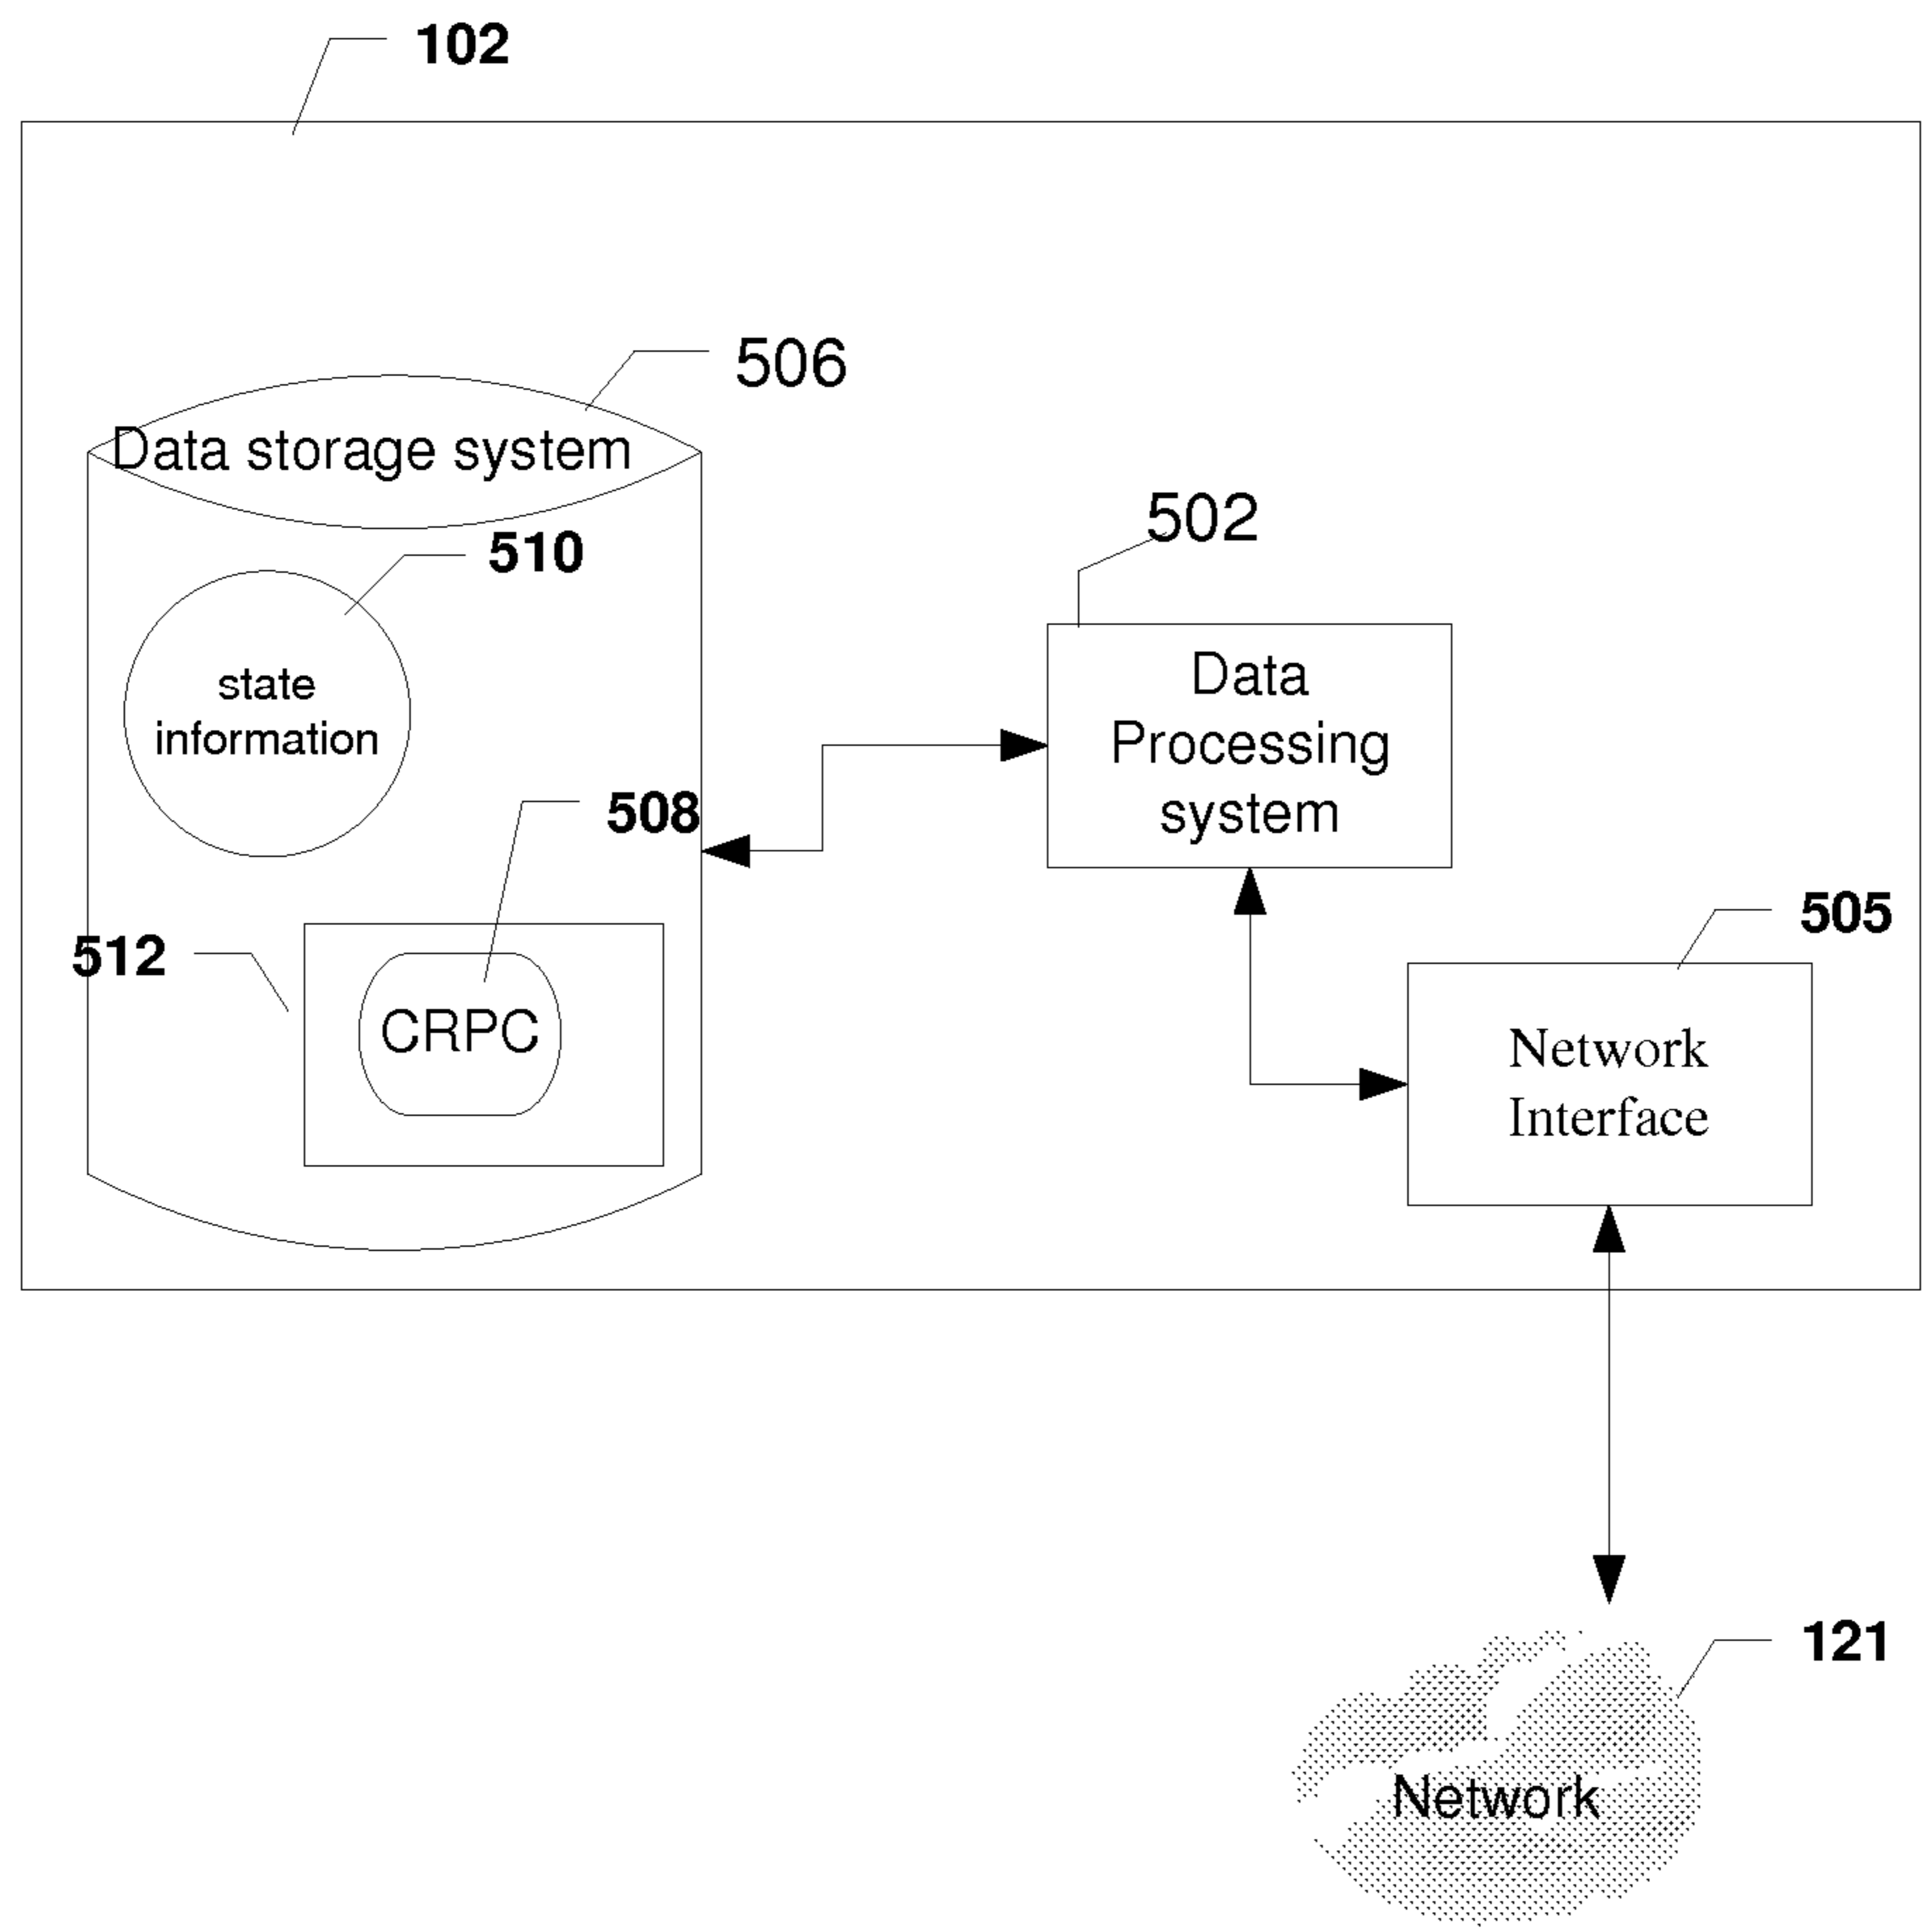 102
506
Data storage system
502
510
Data
Processing
system
state
information
508
505
512
CRPC
Network
Interface
121
Network